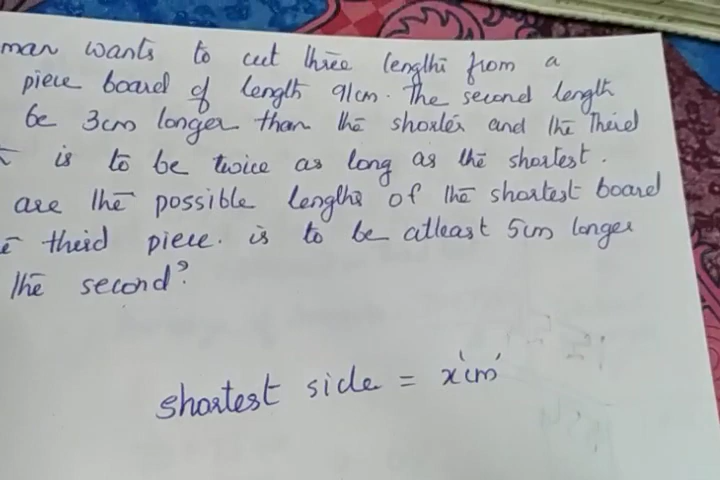 man wants to cut three lengths from a
piece board of length 91cm. The second length
be 3cm longer than the shorter and the Third
is to be twice as long as the shortest.
are the possible lengths of the shortest board
third piece. is to be atleast 5cm longer
the second?
shortest side = x'cm'